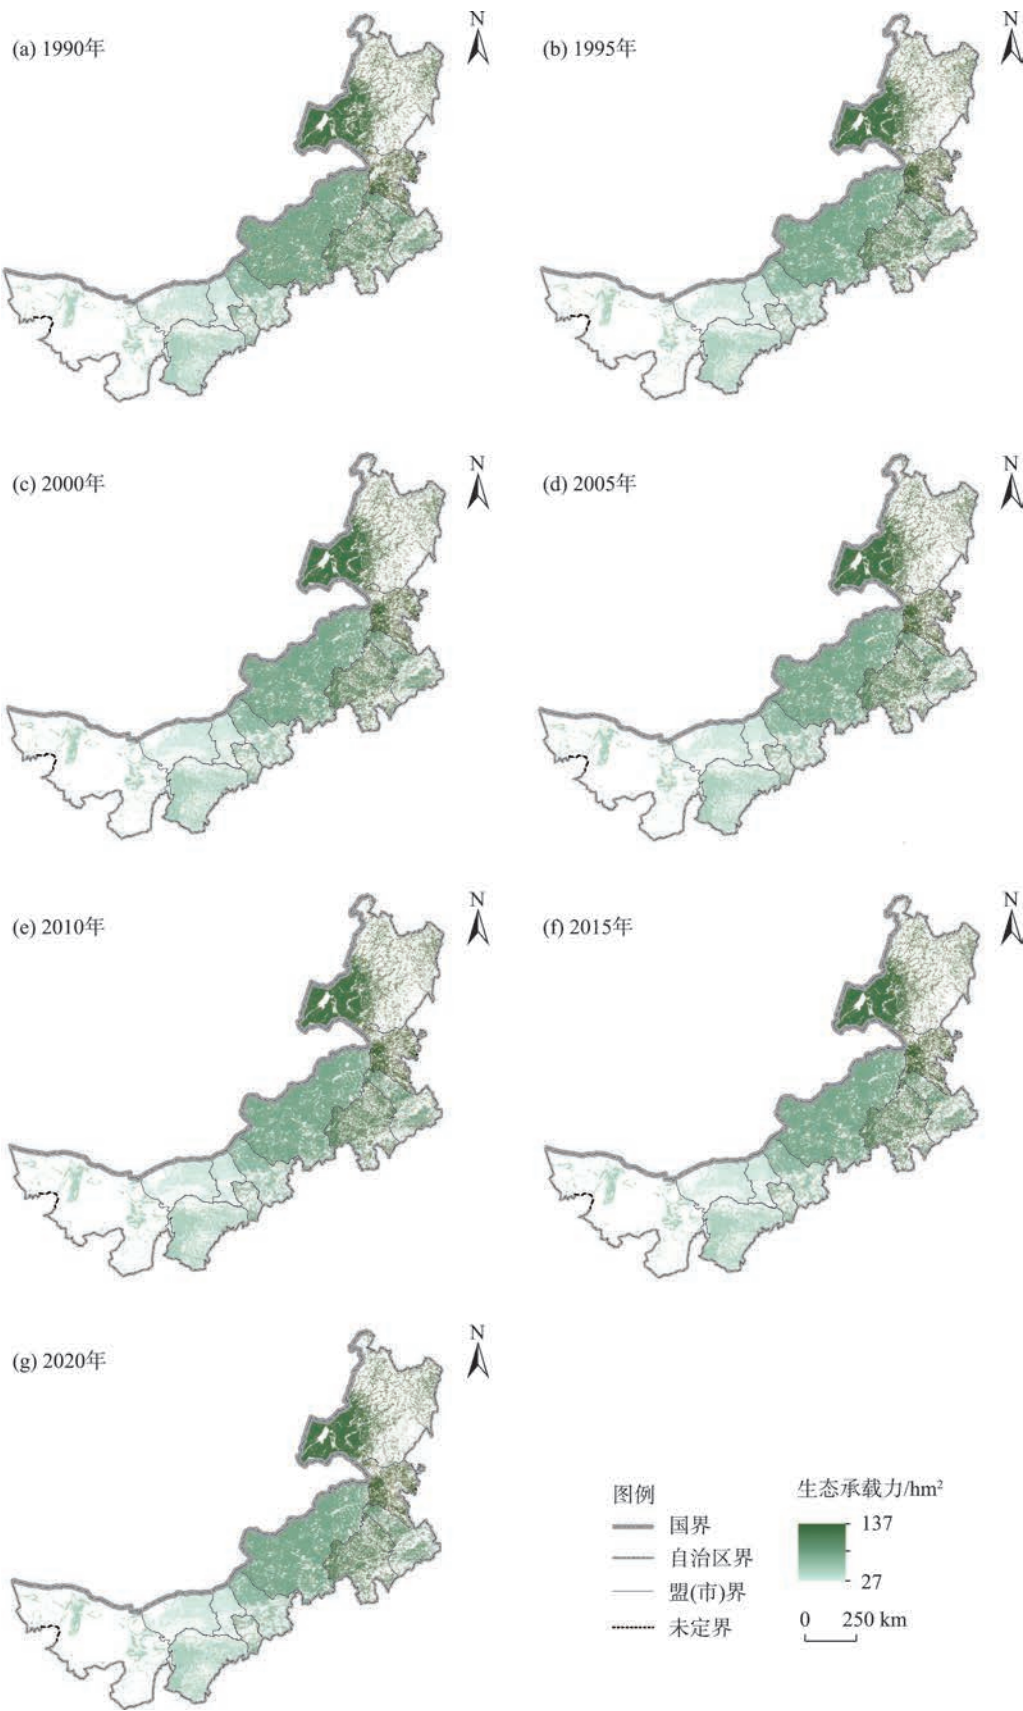 (a) 1990年
N
(b) 1995年
N
(c) 2000年
N
(d) 2005年
N
(e) 2010年
N
(f) 2015年
N
(g) 2020年
N
图例
国界
自治区界
盟(市)界
未定界
生态承载力/hm²
137
27
0 250 km